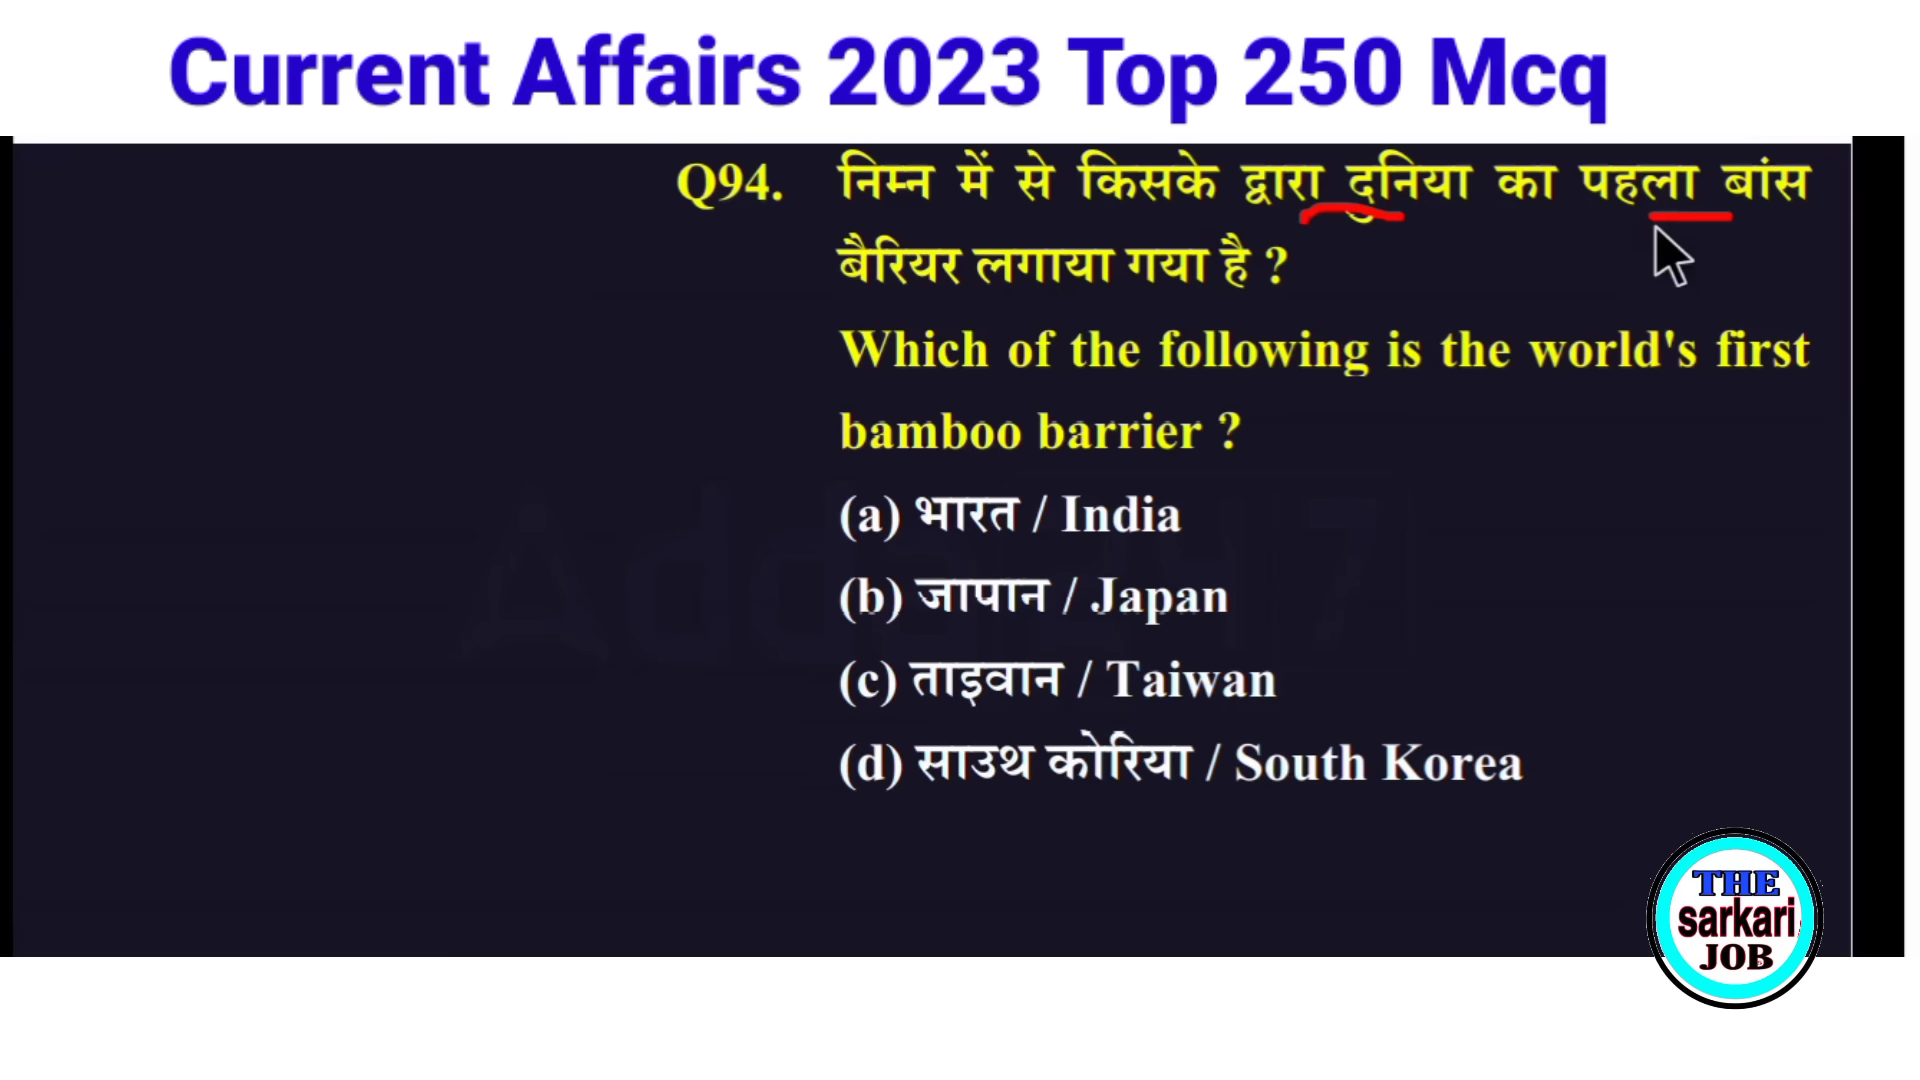 Current Affairs 2023 Top 250 Mcq
Q94. निम्न में से किसके द्वारा दुनिया का पहला बांस
बैरियर लगाया गया है ?
Which of the following is the world's first
bamboo barrier ?
(a) भारत / India
(b) जापान / Japan
(c) ताइवान / Taiwan
(d) साउथ कोरिया / South Korea
THE
sarkari
JOB